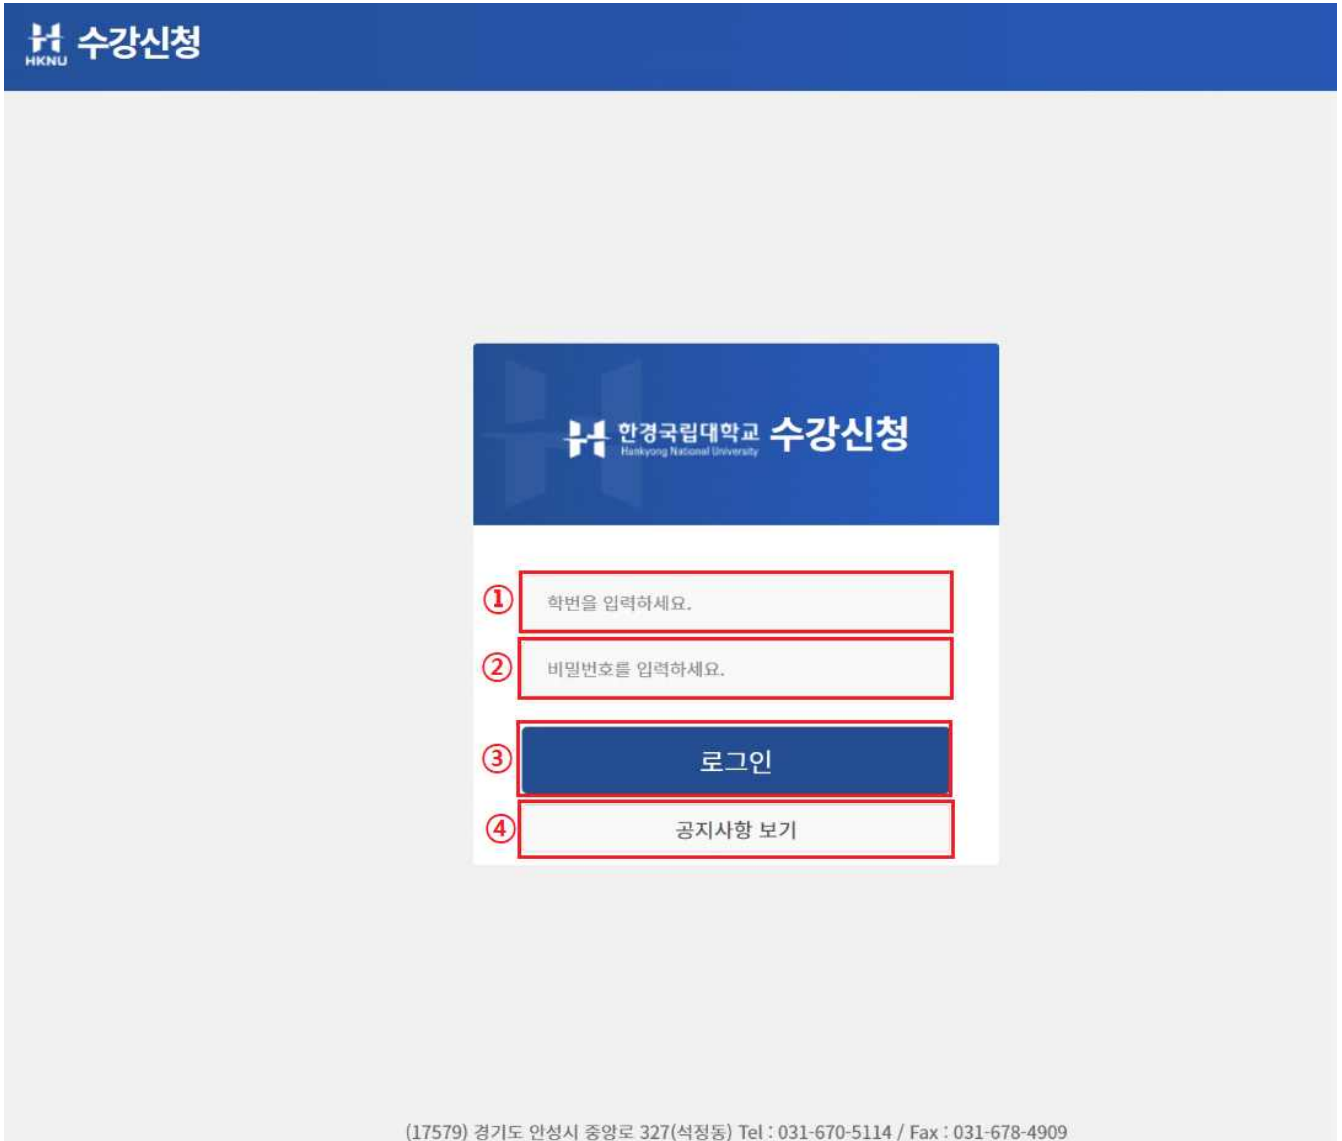 HKNU 수강신청
한경국립대학교 수강신청
Hankyong National University
① 학번을 입력하세요.
② 비밀번호를 입력하세요.
③ 로그인
④ 공지사항 보기
(17579) 경기도 안성시 중앙로 327(석정동) Tel : 031-670-5114 / Fax : 031-678-4909